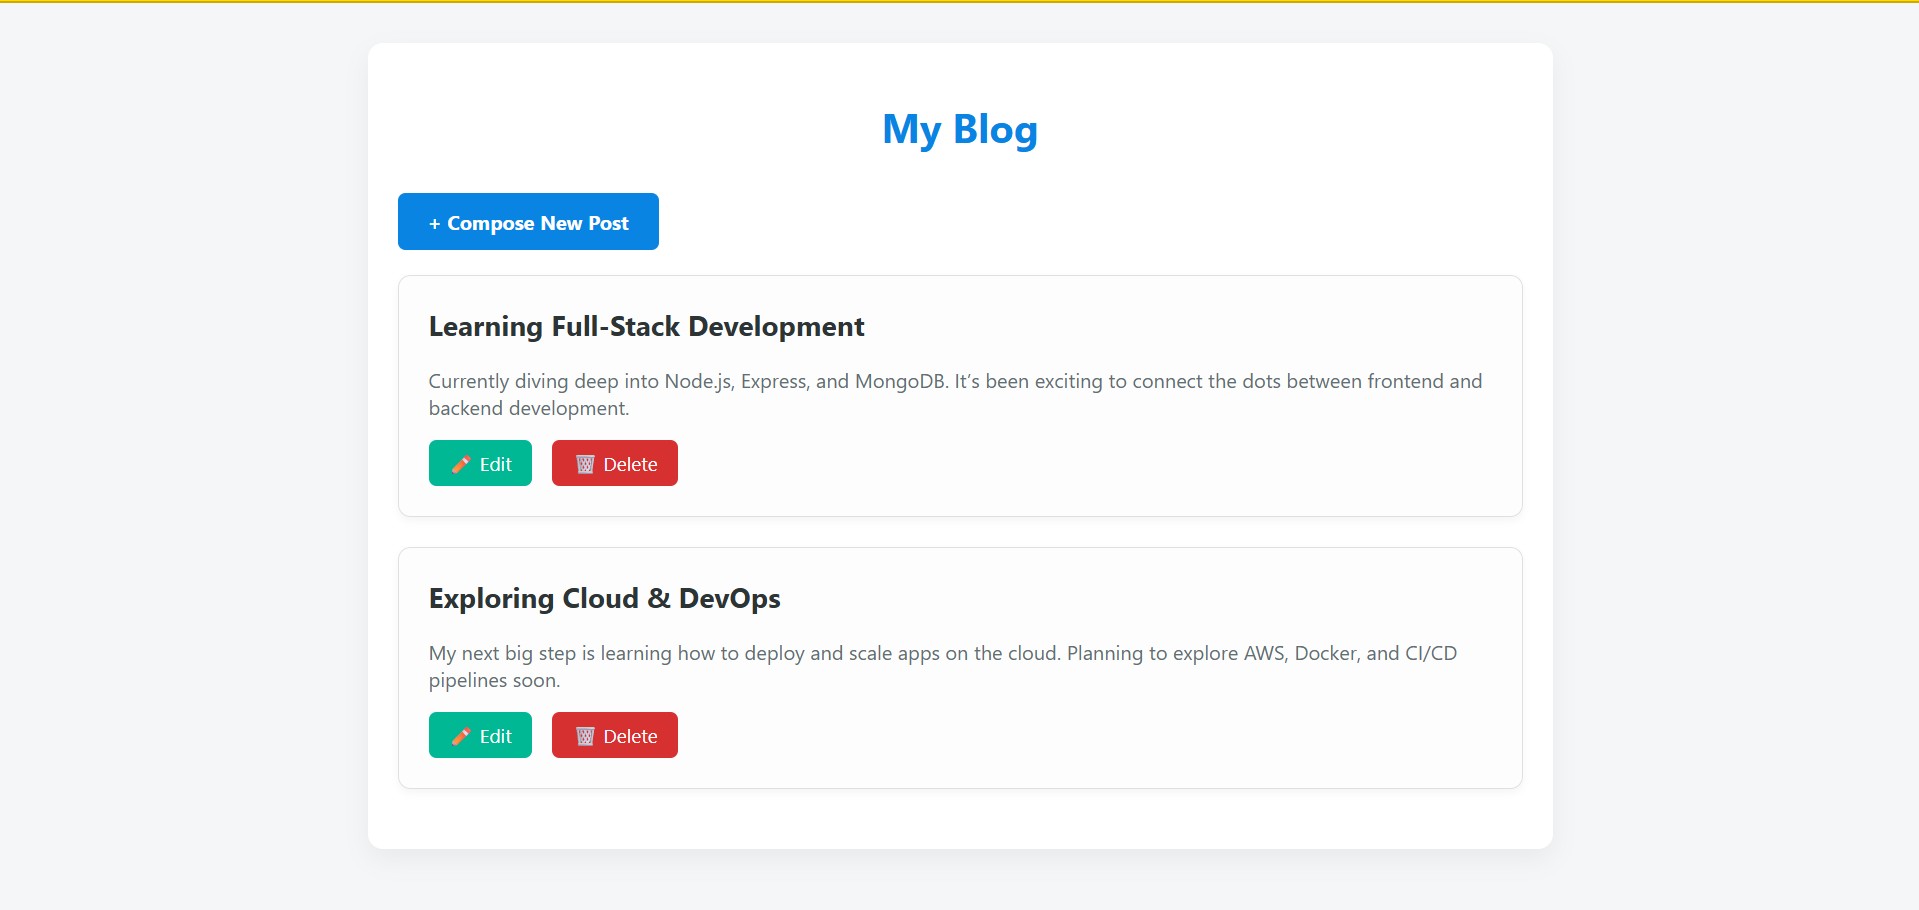 My Blog
+ Compose New Post
Learning Full-Stack Development
Currently diving deep into Node.js, Express, and MongoDB. It’s been exciting to connect the dots between frontend and
backend development.
Edit
Delete
Exploring Cloud & DevOps
My next big step is learning how to deploy and scale apps on the cloud. Planning to explore AWS, Docker, and CI/CD
pipelines soon.
Edit
Delete